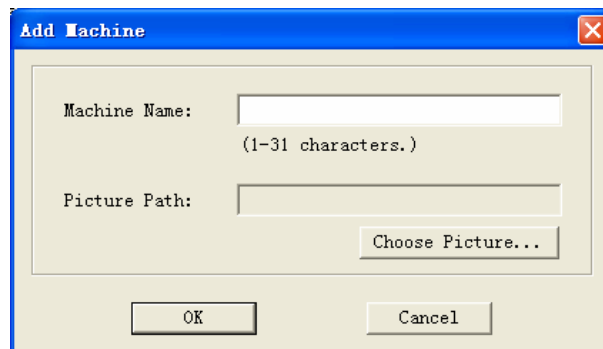 Add Machine
Machine Name:
(1-31 characters.)
Picture Path:
Choose Picture...
OK Cancel